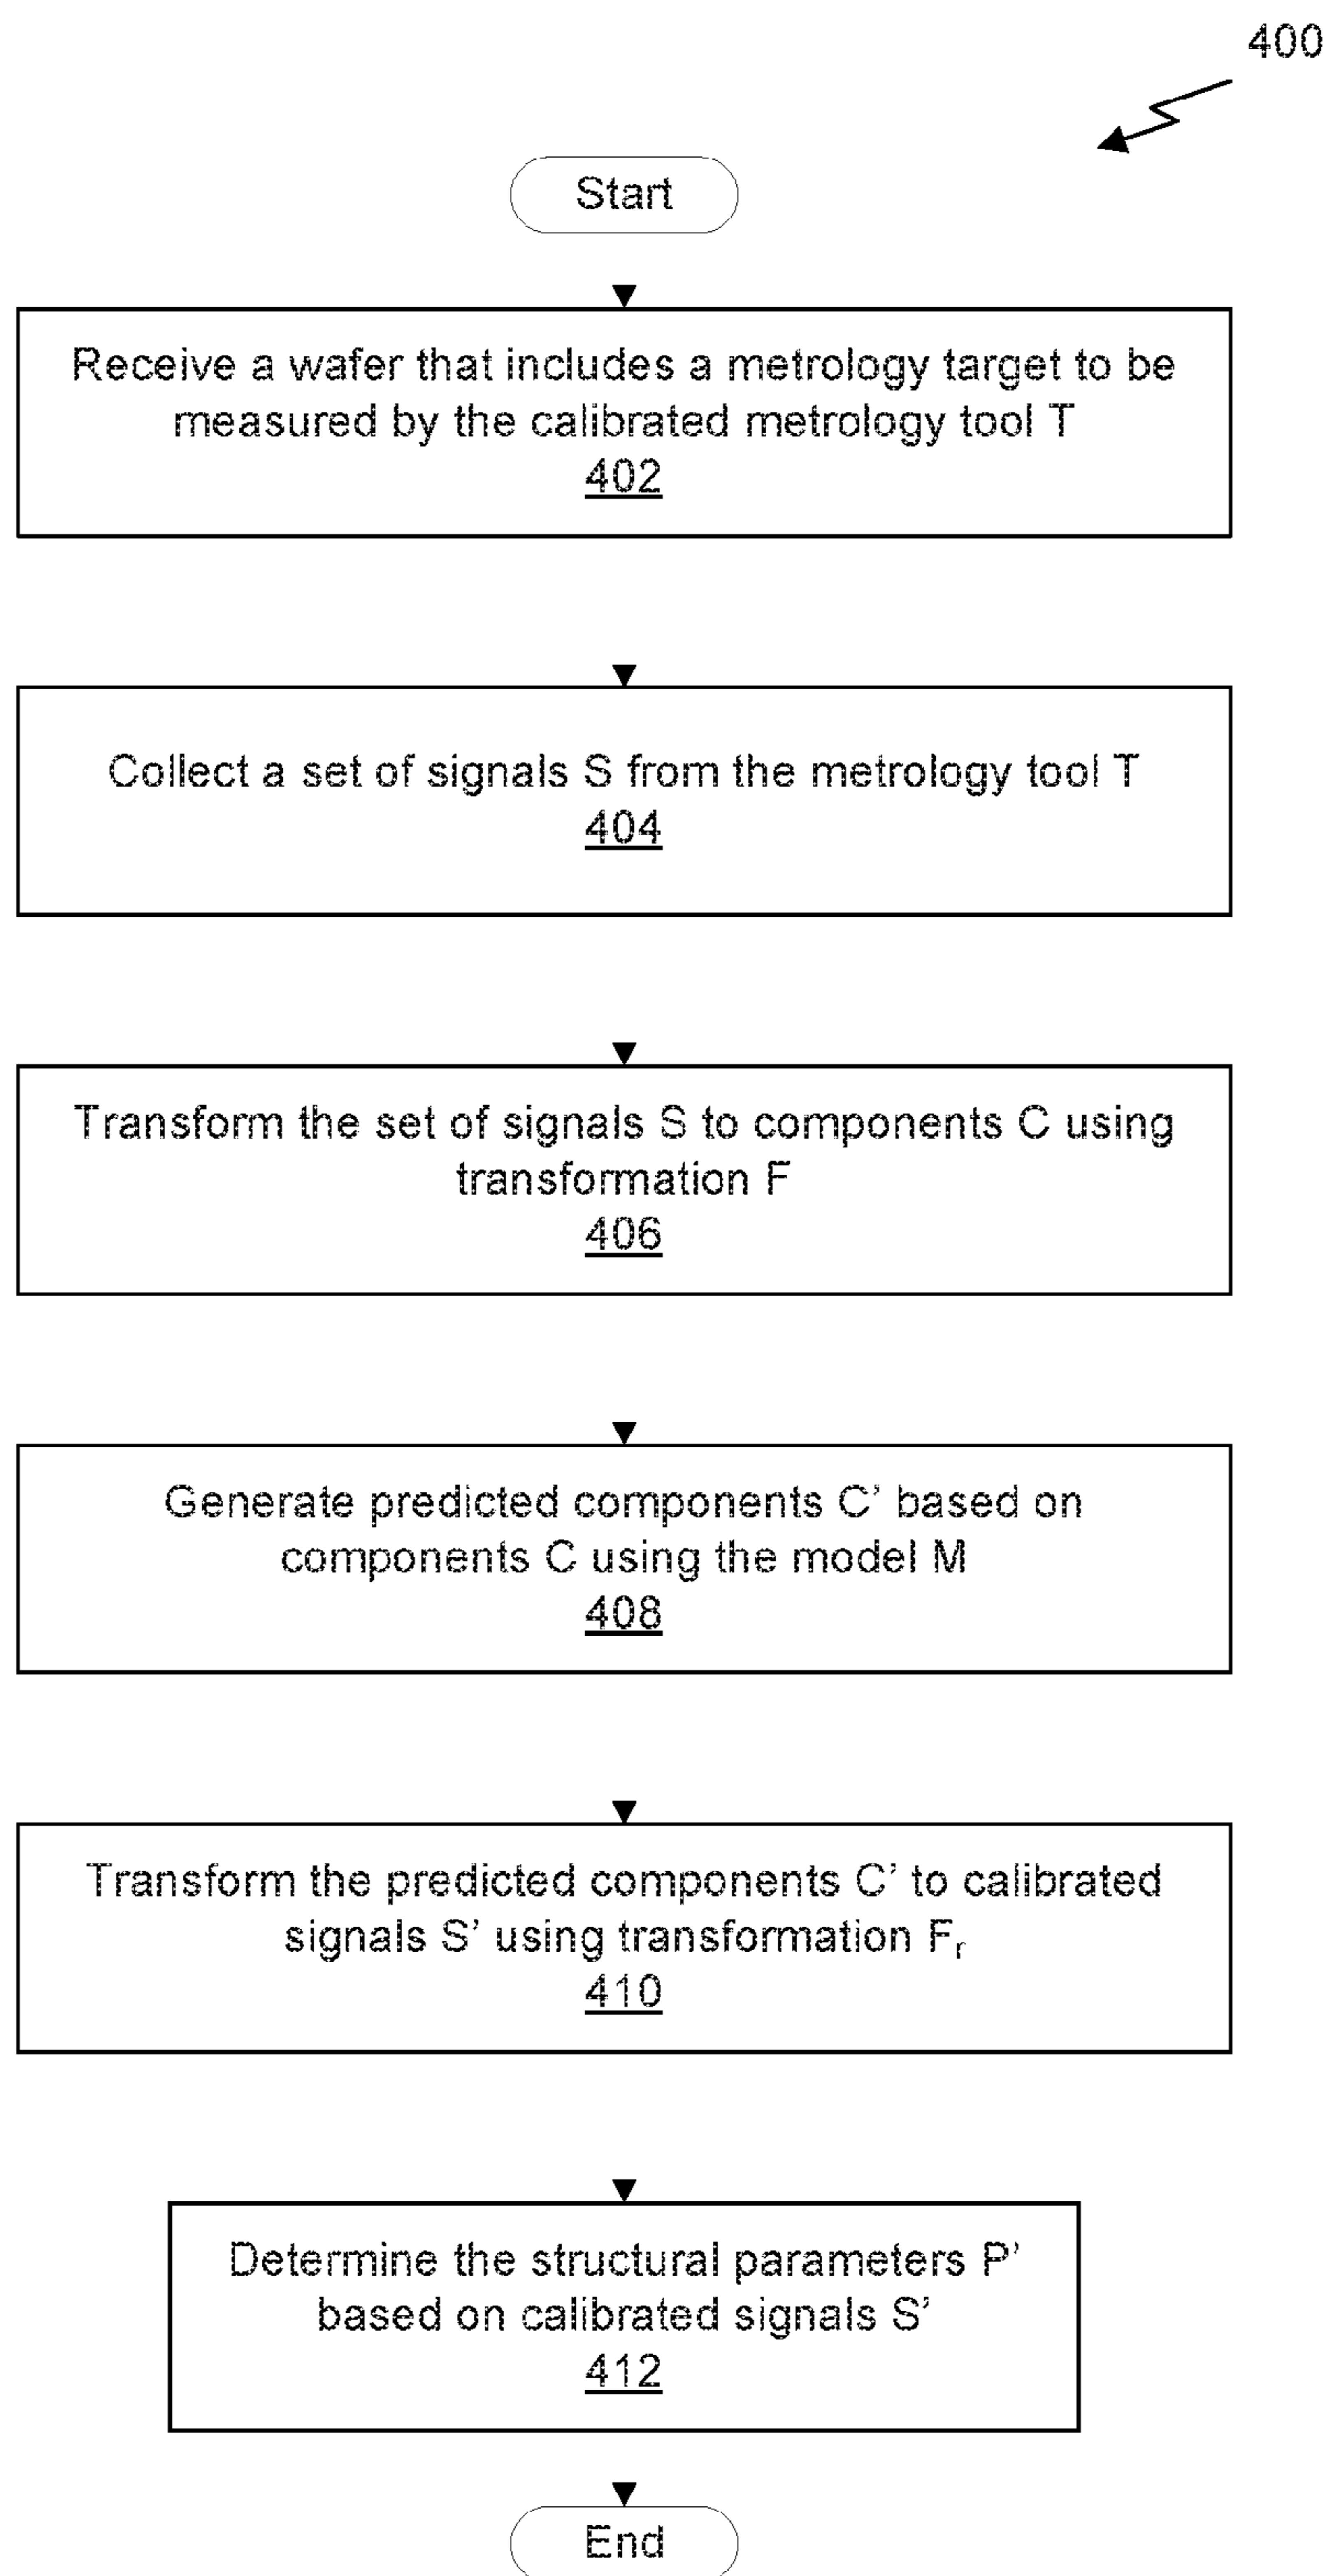 400
Start
Receive a wafer that includes a metrology target to be
measured by the calibrated metrology tool T
402
Collect a set of signals S from the metrology tool T
404
Transform the set of signals S to components C using
transformation F
406
Generate predicted components C’ based on
components C using the model M
408
Transform the predicted components C’ to calibrated
signals S’ using transformation Fᵣ
410
Determine the structural parameters P’
based on calibrated signals S’
412
End